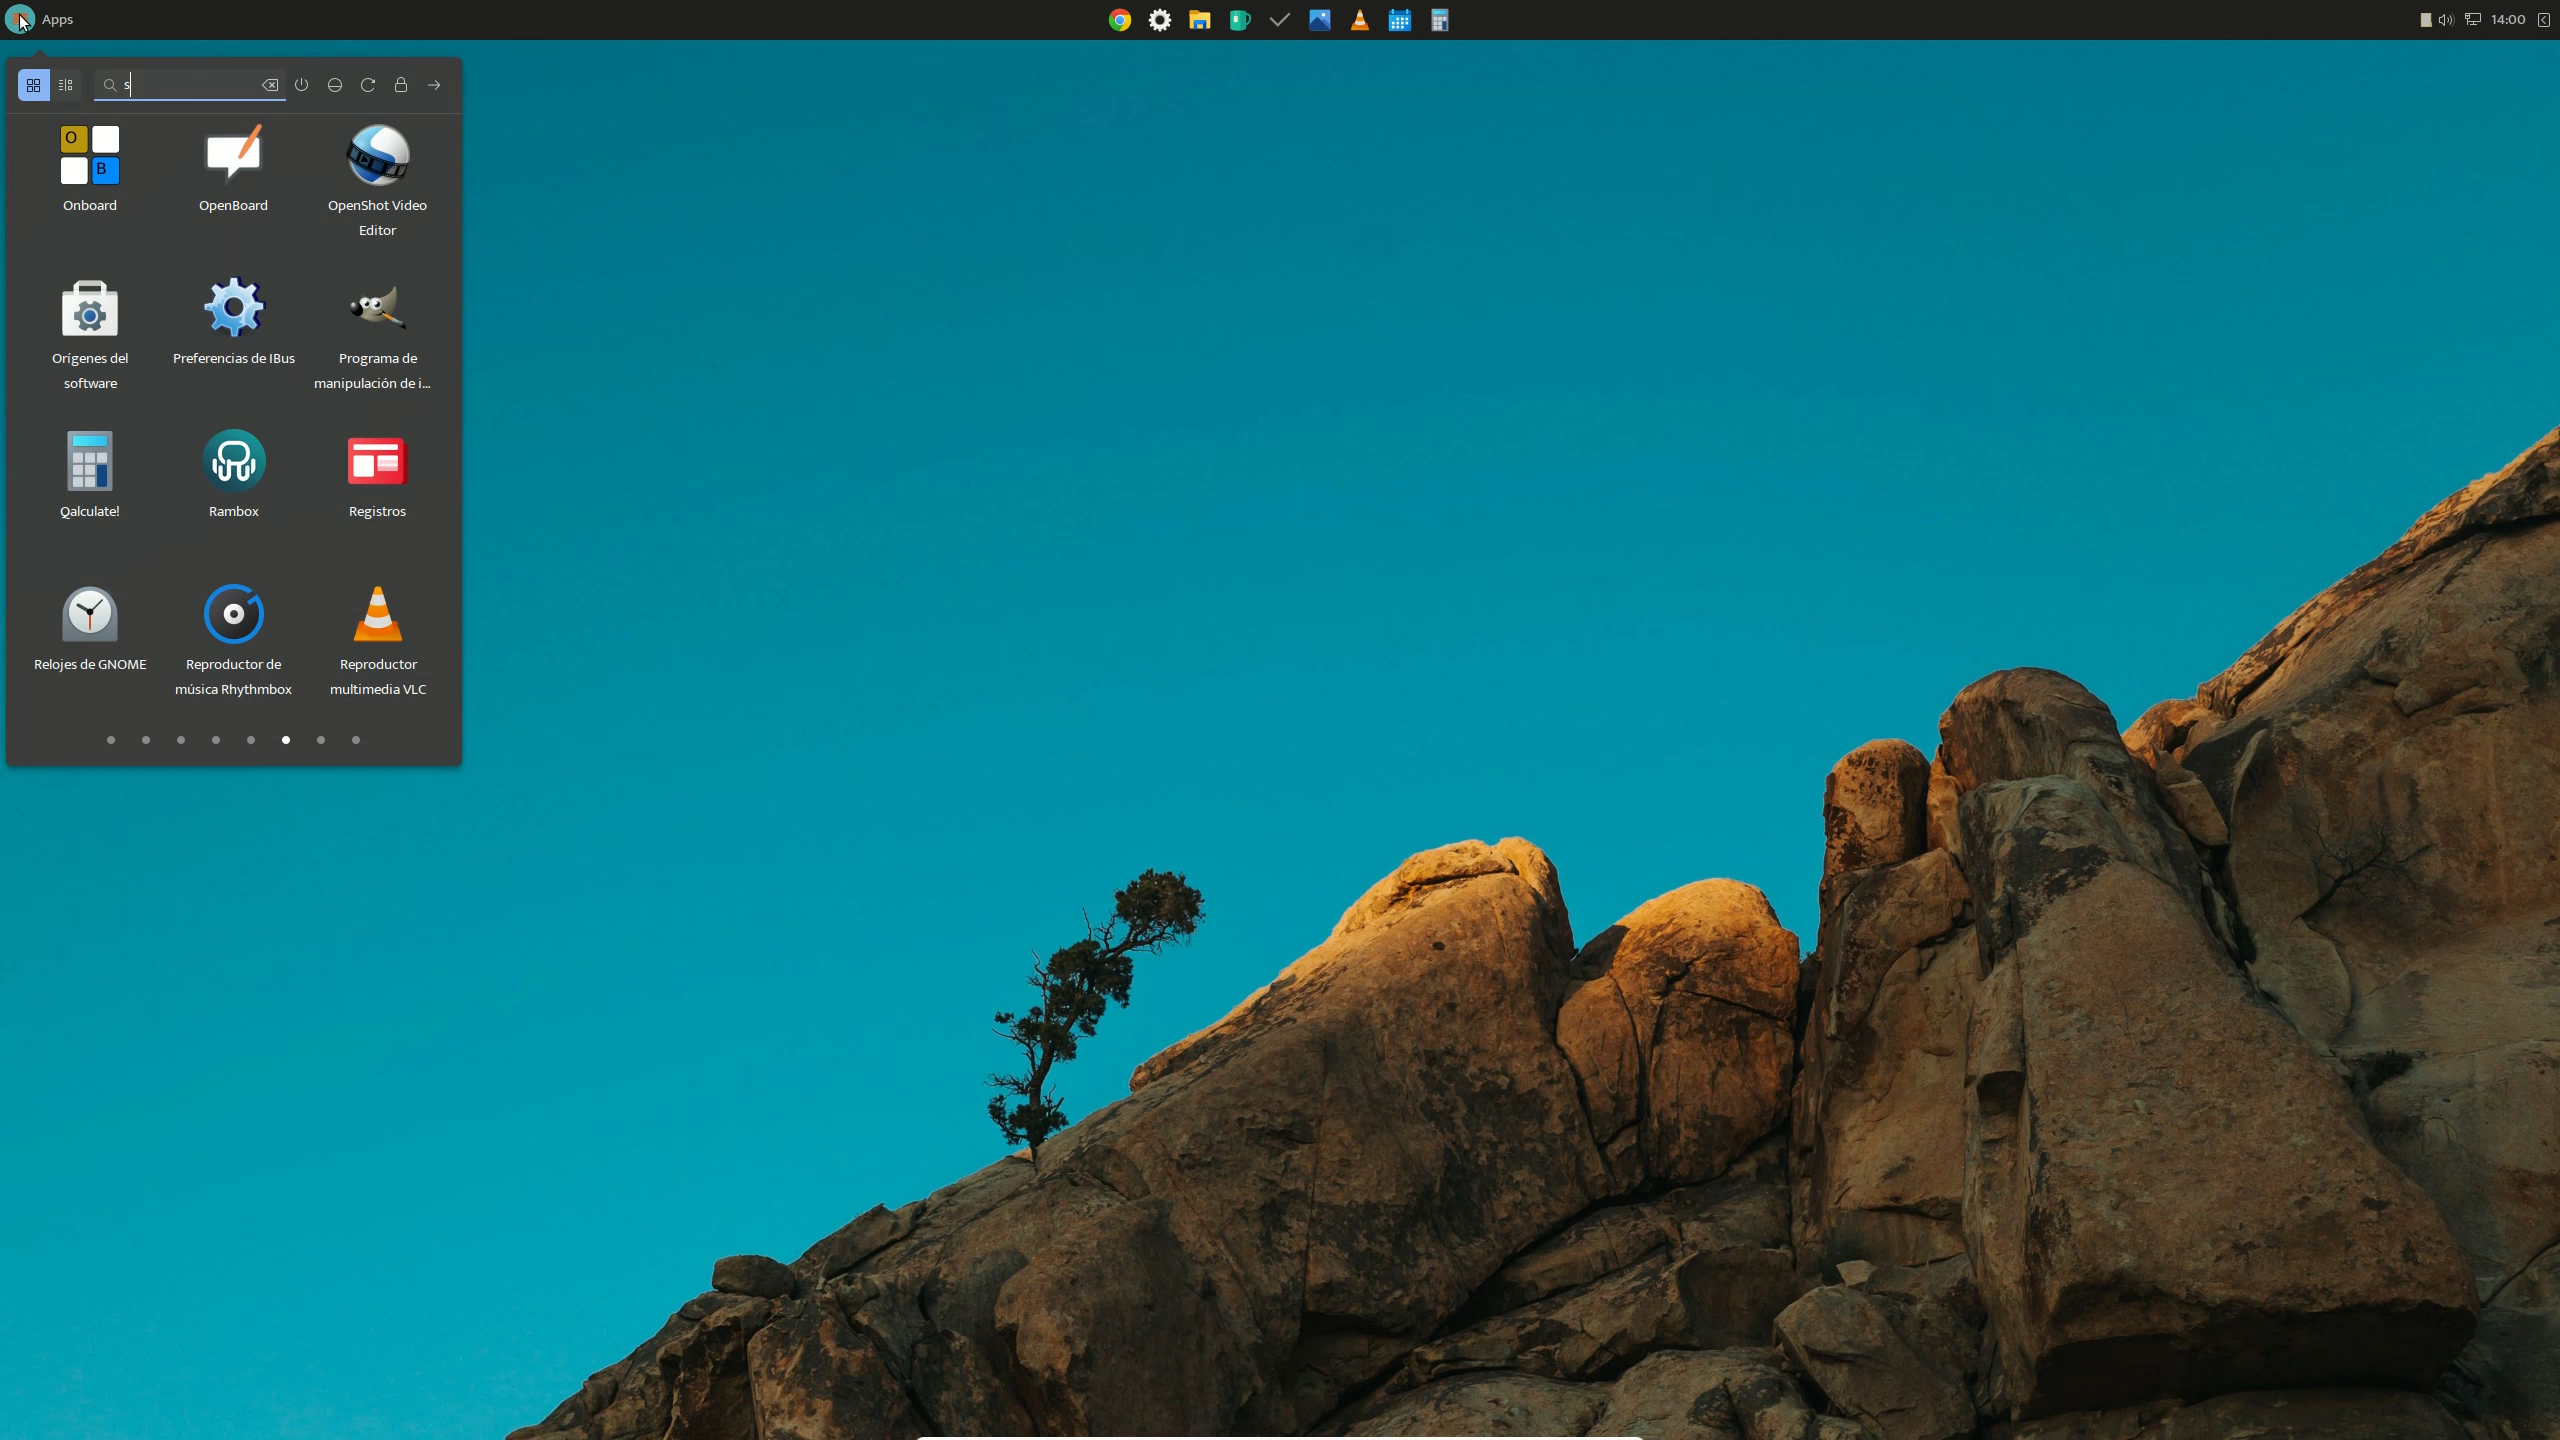 Apps
14:00
s
O
B
Onboard
OpenBoard
OpenShot Video
Editor
Orígenes del
software
Preferencias de IBus
Programa de
manipulación de i...
Qalculate!
Rambox
Registros
Relojes de GNOME
Reproductor de
música Rhythmbox
Reproductor
multimedia VLC